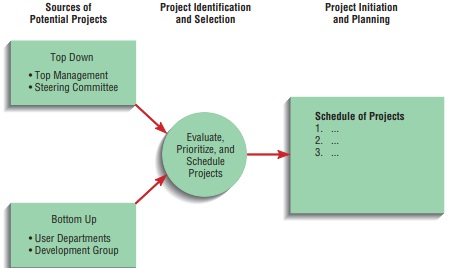 Sources of
Potential Projects
Project Identification
and Selection
Project Initiation
and Planning
Top Down
• Top Management
• Steering Committee
Evaluate,
Prioritize, and
Schedule
Projects
Schedule of Projects
1. ...
2. ...
3. ...
Bottom Up
• User Departments
• Development Group